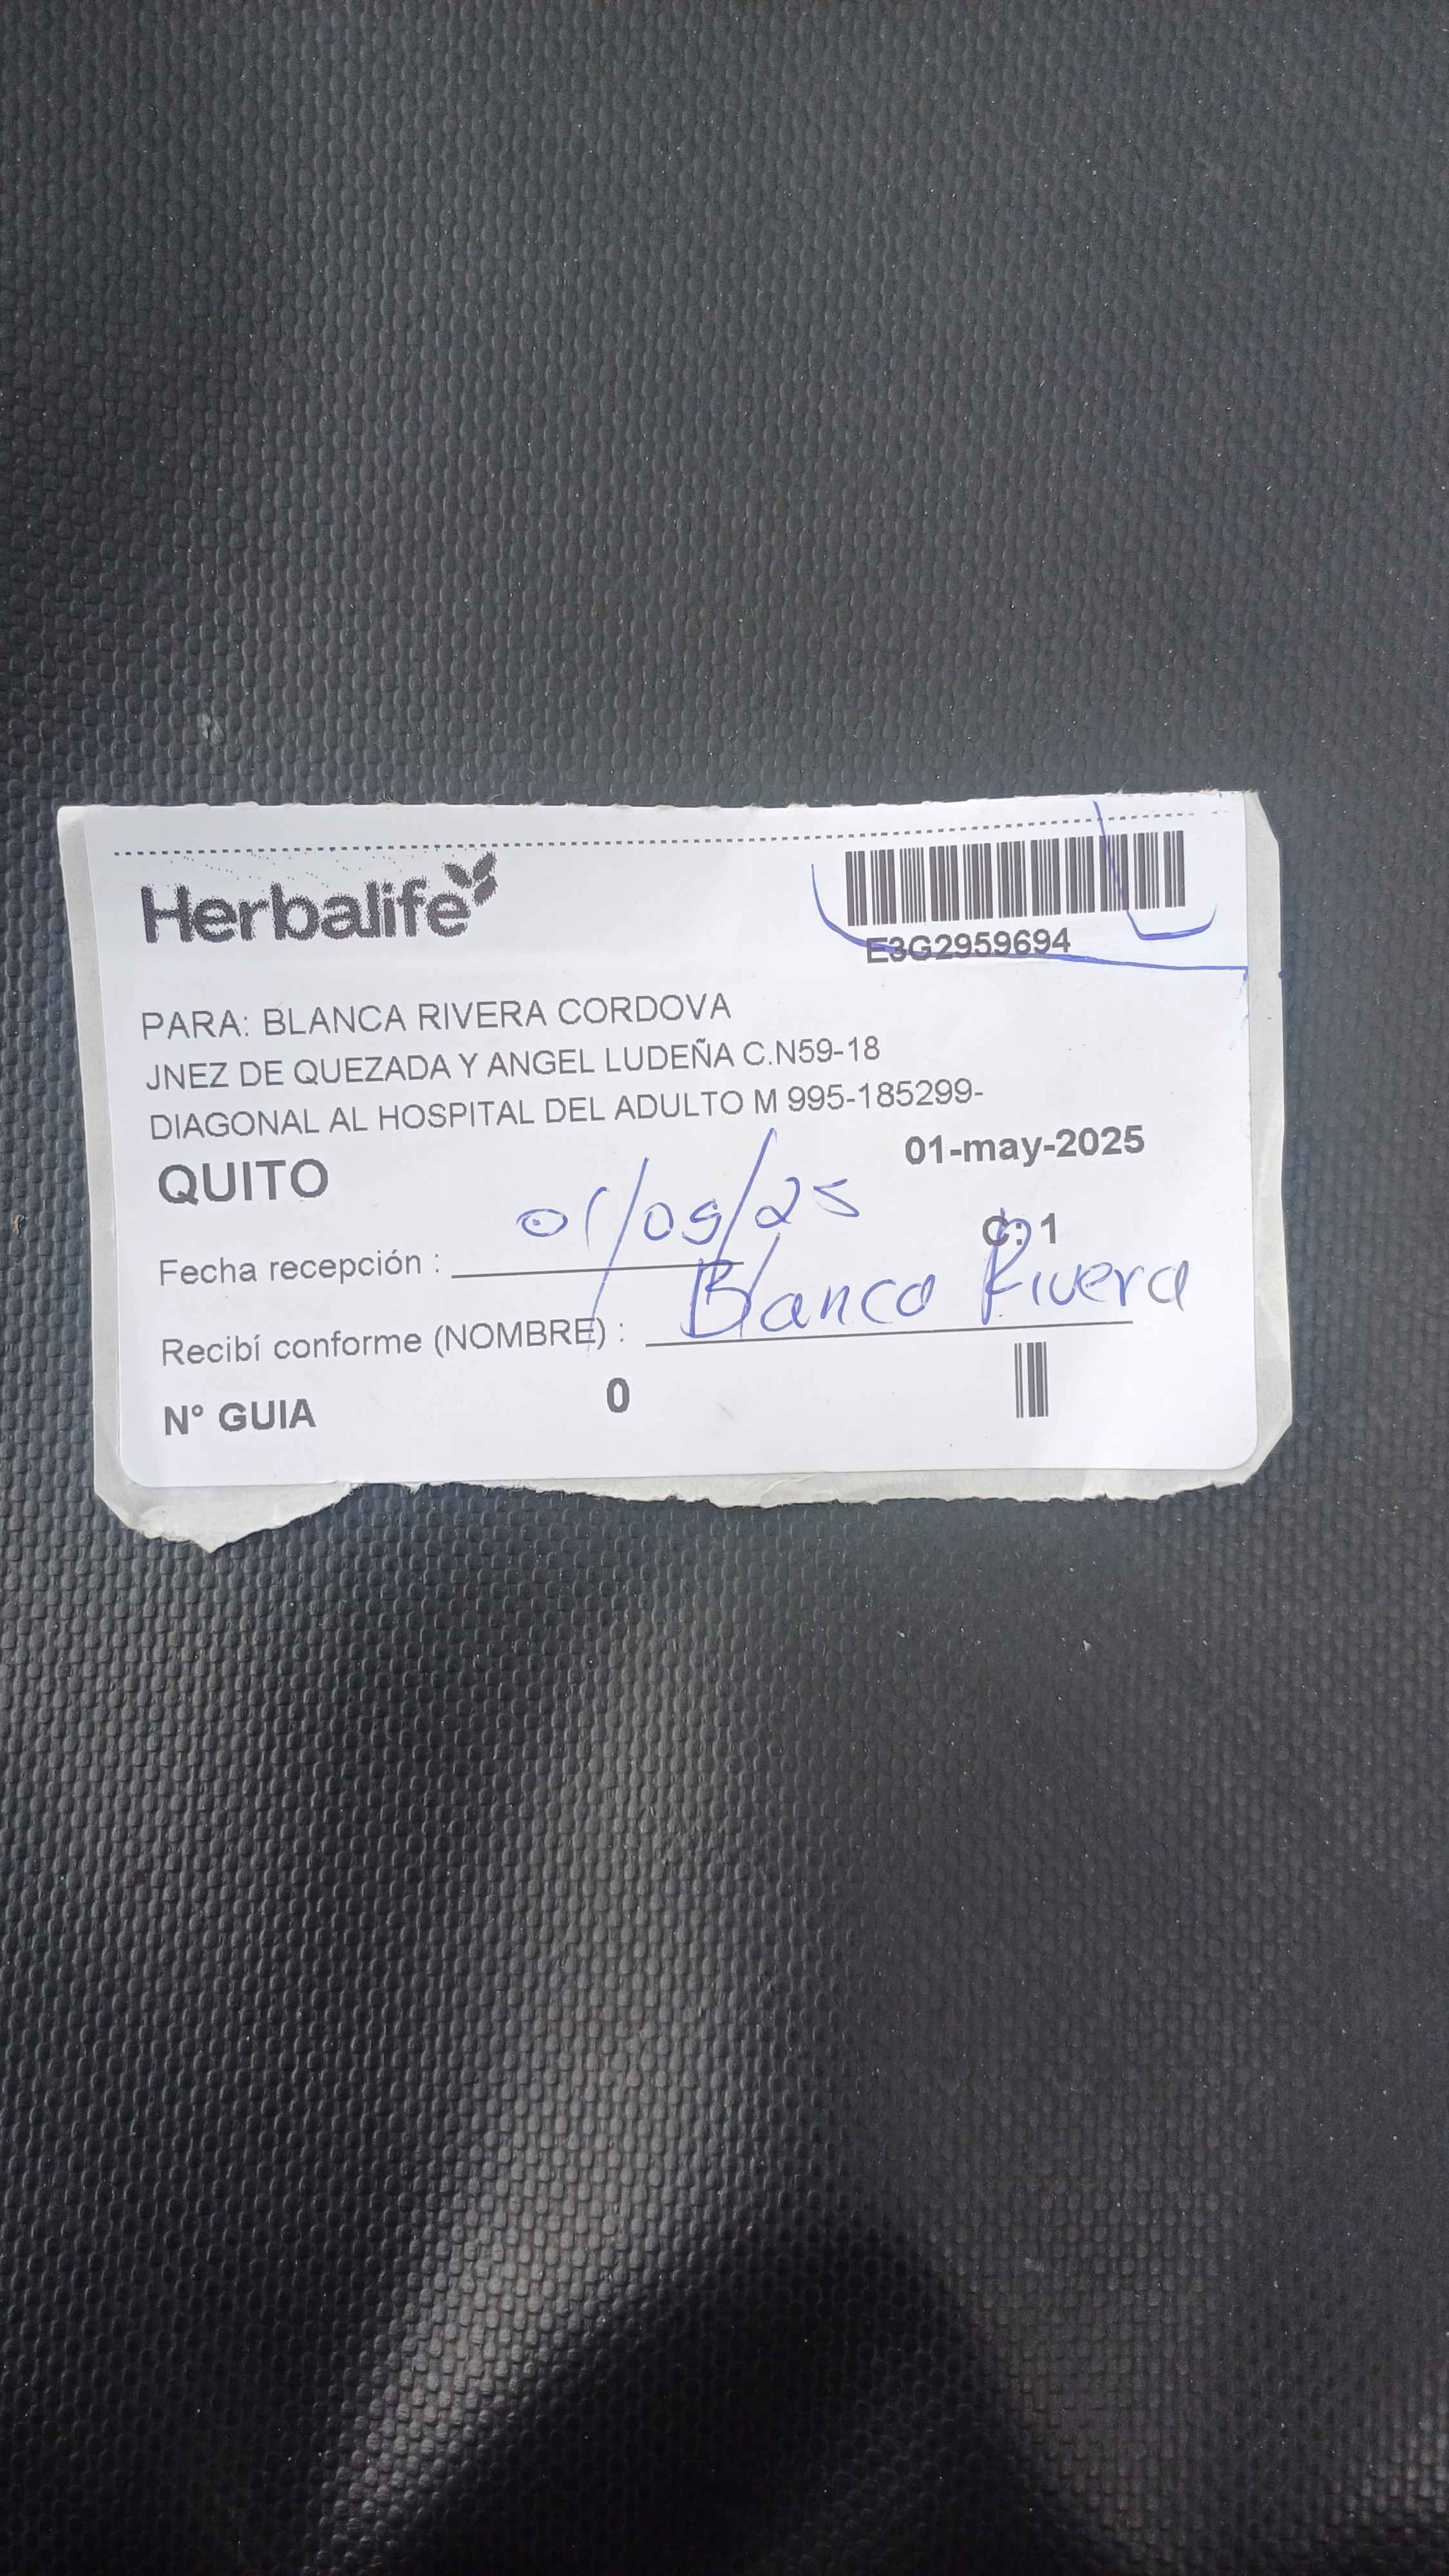 Herbalife
E3G2959694
PARA: BLANCA RIVERA CORDOVA
JNEZ DE QUEZADA Y ANGEL LUDEÑA C.N59-18
DIAGONAL AL HOSPITAL DEL ADULTO M 995-185299-
QUITO 01-may-2025
C: 1
Fecha recepción : 01/05/25
Recibí conforme (NOMBRE) : Blanca Rivera
N° GUIA 0